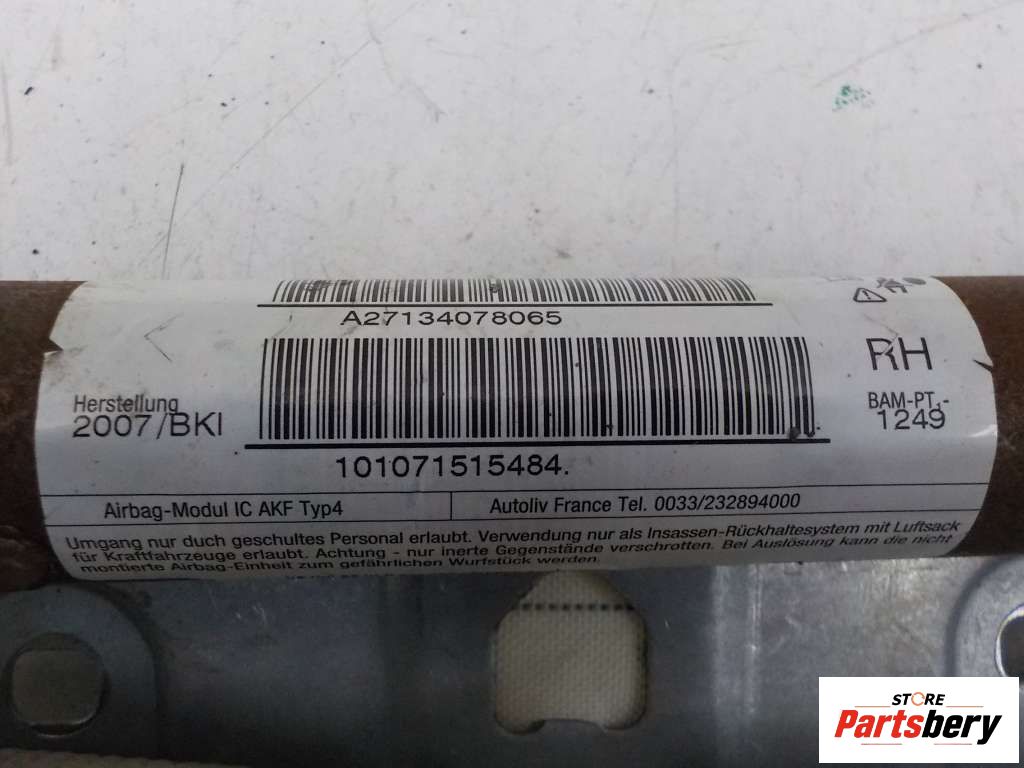 A27134078065
RH
Herstellung
2007/BKI
BAM-PT.-
1249
101071515484.
Airbag-Modul IC AKF Typ4
Autoliv France Tel. 0033/232894000
Umgang nur duch geschultes Personal erlaubt. Verwendung nur als Insassen-Rückhaltesystem mit Luftsack
für Kraftfahrzeuge erlaubt. Achtung - nur inerte Gegenstände verschrotten. Bei Auslösung kann die nicht
montierte Airbag-Einheit zum gefährlichen Wurfstück werden.
STORE
Partsbery